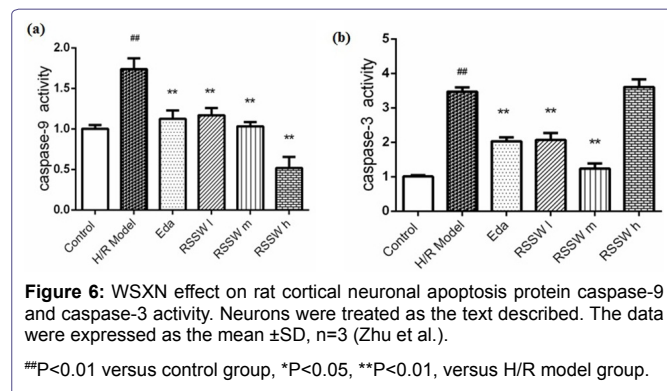 (a)
2.0
1.5
1.0
0.5
0.0
caspase-9
activity
##
**
**
**
**
Control
H/R Model
Eda
RSSW l
RSSW m
RSSW h
(b)
5
4
3
2
1
0
caspase-3
activity
##
**
**
**
Control
H/R Model
Eda
RSSW l
RSSW m
RSSW h
Figure 6: WSXN effect on rat cortical neuronal apoptosis protein caspase-9
and caspase-3 activity. Neurons were treated as the text described. The data
were expressed as the mean ±SD, n=3 (Zhu et al.).
##P<0.01 versus control group, *P<0.05, **P<0.01, versus H/R model group.